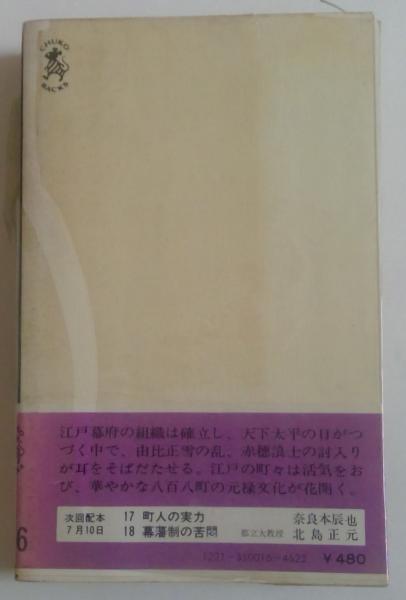 CHUKO
BACKS
江戸幕府の組織は確立し、天下太平の日がつ
づく中で、由比正雪の乱、赤穂浪士の討入り
が耳をそばだたせる。江戸の町々は活気をお
び、華やかな八百八町の元禄文化が花開く。
次回配本
7月10日
17 町人の実力 奈良本辰也
18 幕藩制の苦悶 都立大教授 北島正元
1221-350016-4622 ¥480
6